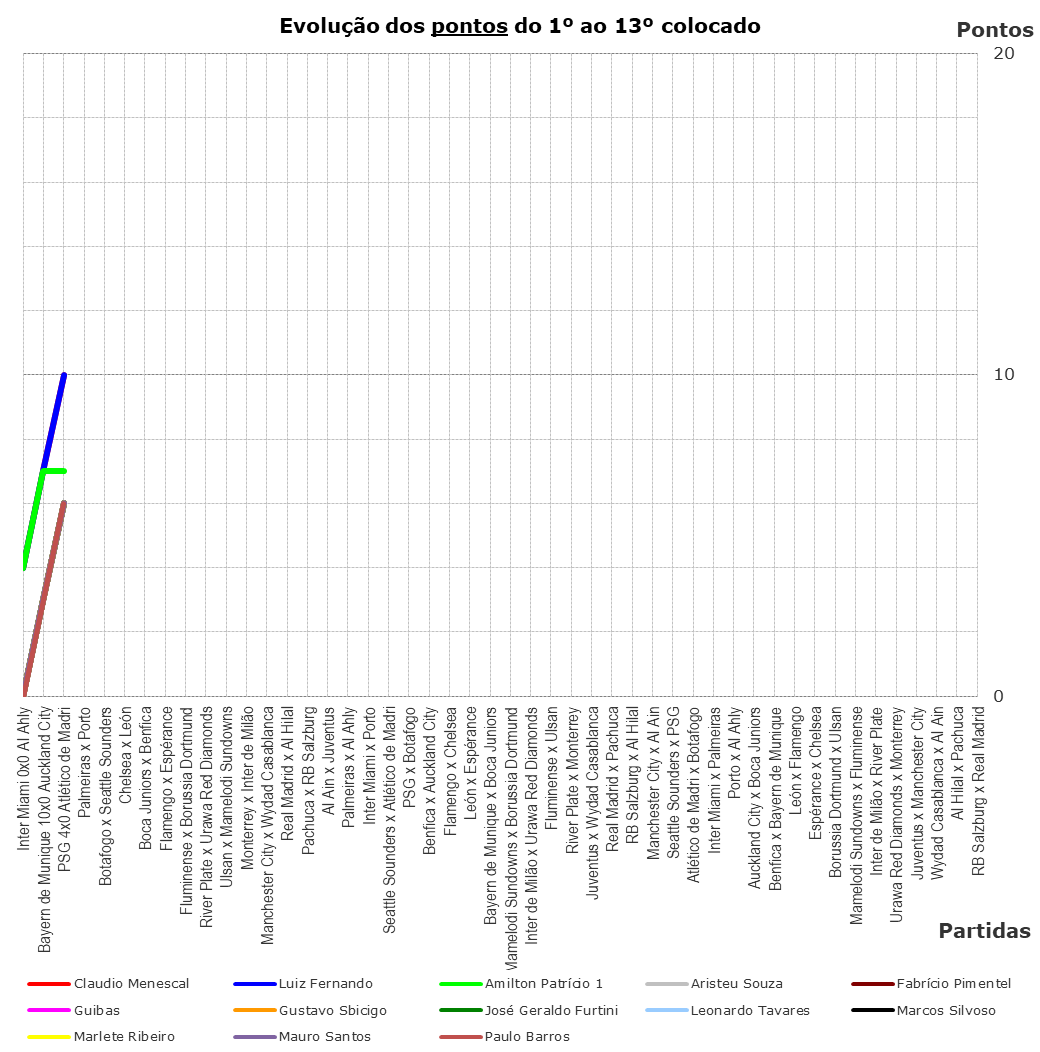 Evolução dos pontos do 1º ao 13º colocado
Pontos
20
10
0
Inter Miami 0x0 Al Ahly
Bayern de Munique 10x0 Auckland City
PSG 4x0 Atlético de Madri
Palmeiras x Porto
Botafogo x Seattle Sounders
Chelsea x León
Boca Juniors x Benfica
Flamengo x Espérance
Fluminense x Borussia Dortmund
River Plate x Urawa Red Diamonds
Ulsan x Mamelodi Sundowns
Monterrey x Inter de Milão
Manchester City x Wydad Casablanca
Real Madrid x Al Hilal
Pachuca x RB Salzburg
Al Ain x Juventus
Palmeiras x Al Ahly
Inter Miami x Porto
Seattle Sounders x Atlético de Madri
PSG x Botafogo
Benfica x Auckland City
Flamengo x Chelsea
León x Espérance
Bayern de Munique x Boca Juniors
Mamelodi Sundowns x Borussia Dortmund
Inter de Milão x Urawa Red Diamonds
Fluminense x Ulsan
River Plate x Monterrey
Juventus x Wydad Casablanca
Real Madrid x Pachuca
RB Salzburg x Al Hilal
Manchester City x Al Ain
Seattle Sounders x PSG
Atlético de Madri x Botafogo
Inter Miami x Palmeiras
Porto x Al Ahly
Auckland City x Boca Juniors
Benfica x Bayern de Munique
León x Flamengo
Espérance x Chelsea
Borussia Dortmund x Ulsan
Mamelodi Sundowns x Fluminense
Inter de Milão x River Plate
Urawa Red Diamonds x Monterrey
Juventus x Manchester City
Wydad Casablanca x Al Ain
Al Hilal x Pachuca
RB Salzburg x Real Madrid
Partidas
Claudio Menescal
Luiz Fernando
Amilton Patrício 1
Aristeu Souza
Fabrício Pimentel
Guibas
Gustavo Sbicigo
José Geraldo Furtini
Leonardo Tavares
Marcos Silvoso
Marlete Ribeiro
Mauro Santos
Paulo Barros